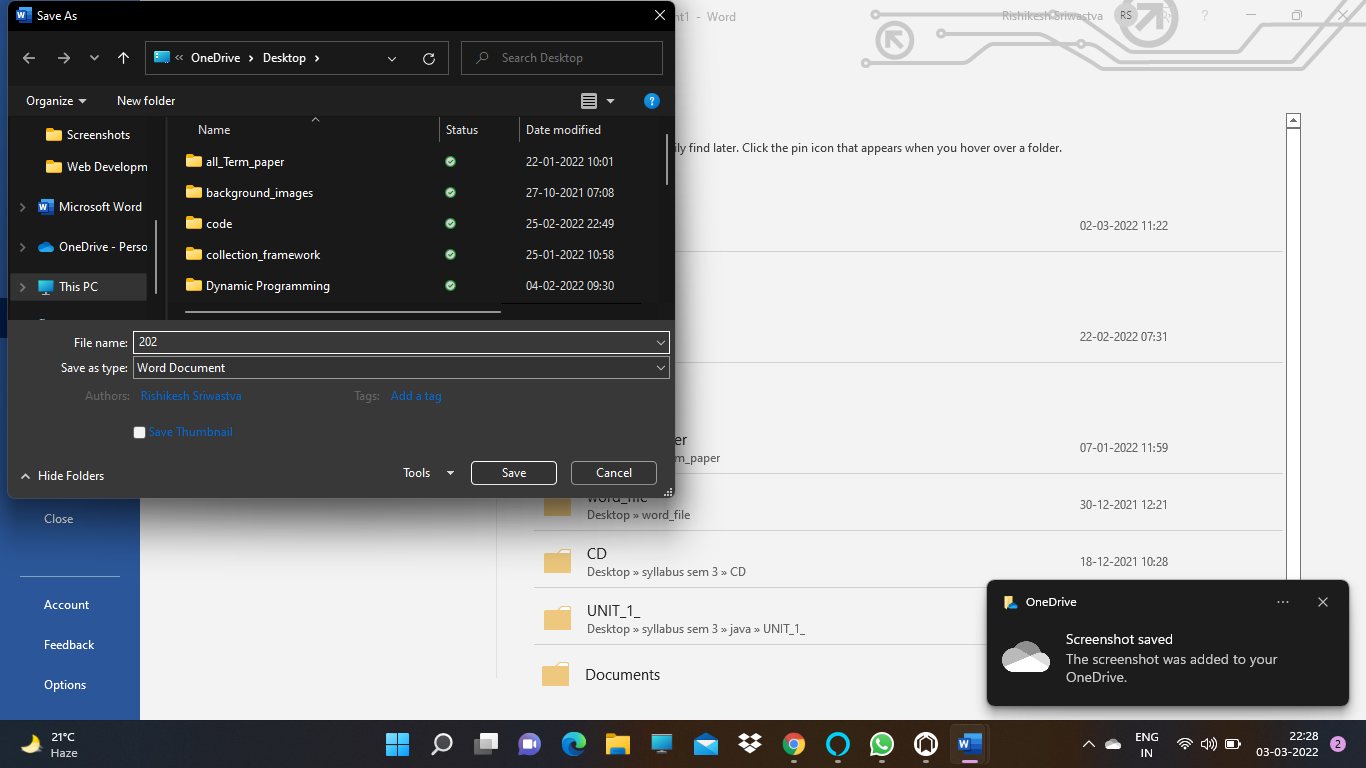 Save As
nt1 - Word
Rishikesh Sriwastva
RS
?
« OneDrive › Desktop ›
Search Desktop
Organize
New folder
?
Screenshots
Web Developm
Microsoft Word
OneDrive - Perso
This PC
Name Status Date modified
all_Term_paper 22-01-2022 10:01
background_images 27-10-2021 07:08
code 25-02-2022 22:49
collection_framework 25-01-2022 10:58
Dynamic Programming 04-02-2022 09:30
File name: 202
Save as type: Word Document
Authors: Rishikesh Sriwastva
Tags: Add a tag
Save Thumbnail
Hide Folders
Tools
Save
Cancel
ily find later. Click the pin icon that appears when you hover over a folder.
02-03-2022 11:22
22-02-2022 07:31
er
m_paper
07-01-2022 11:59
word_file
Desktop » word_file
30-12-2021 12:21
CD
Desktop » syllabus sem 3 » CD
18-12-2021 10:28
UNIT_1_
Desktop » syllabus sem 3 » java » UNIT_1_
Documents
Close
Account
Feedback
Options
OneDrive
Screenshot saved
The screenshot was added to your
OneDrive.
21°C
Haze
ENG
IN
22:28
03-03-2022
2